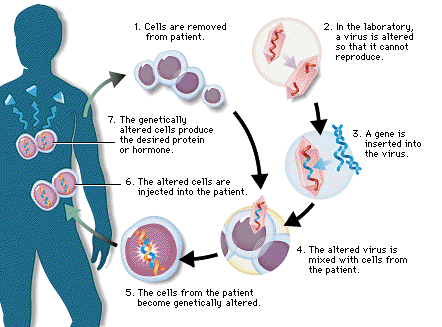 1. Cells are removed
from patient.
2. In the laboratory,
a virus is altered
so that it cannot
reproduce.
3. A gene is
inserted into
the virus.
4. The altered virus is
mixed with cells from
the patient.
5. The cells from the patient
become genetically altered.
6. The altered cells are
injected into the patient.
7. The genetically
altered cells produce
the desired protein
or hormone.